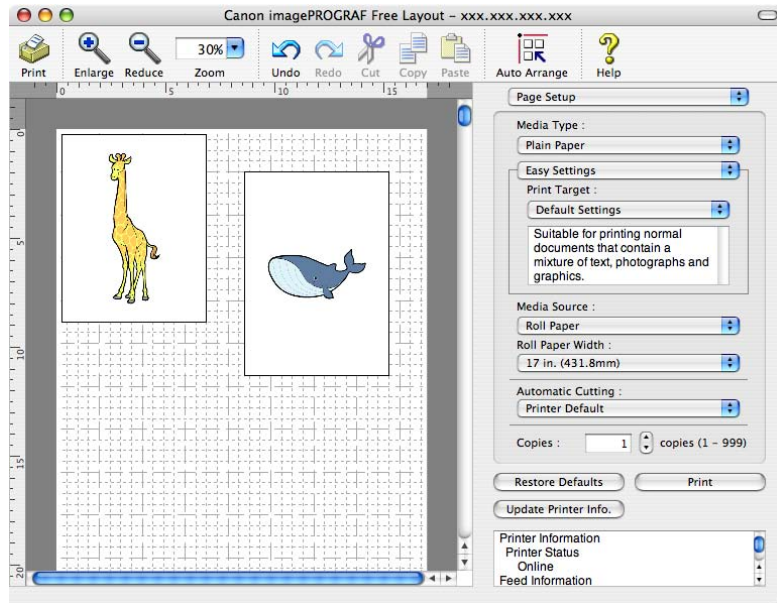 Canon imagePROGRAF Free Layout – xxx.xxx.xxx.xxx
30%
Print Enlarge Reduce Zoom Undo Redo Cut Copy Paste Auto Arrange Help
0 5 10 15
0
5
10
15
20
Page Setup
Media Type :
Plain Paper
Easy Settings
Print Target :
Default Settings
Suitable for printing normal
documents that contain a
mixture of text, photographs and
graphics.
Media Source :
Roll Paper
Roll Paper Width :
17 in. (431.8mm)
Automatic Cutting :
Printer Default
Copies : 1 copies (1 – 999)
Restore Defaults Print
Update Printer Info.
Printer Information
Printer Status
Online
Feed Information